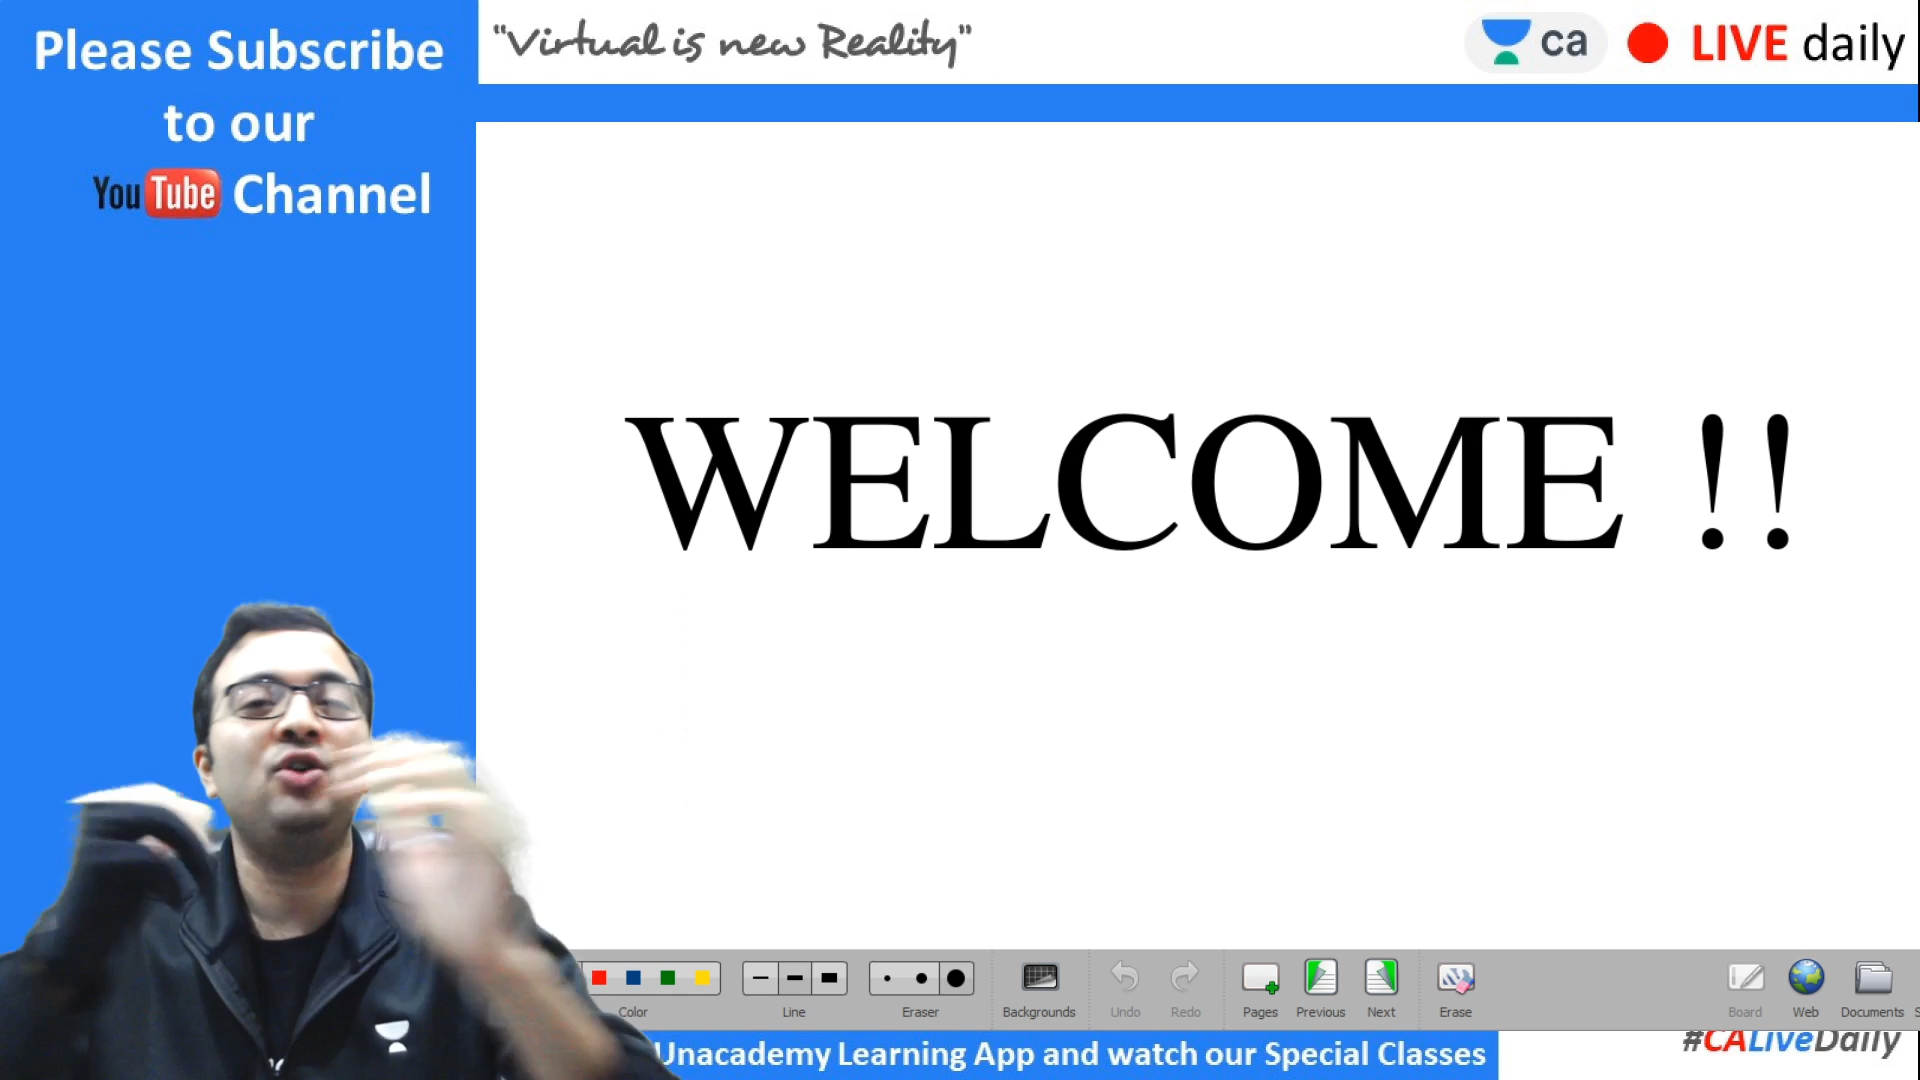 Please Subscribe
to our
YouTube Channel
"Virtual is new Reality"
ca LIVE daily
WELCOME !!
Color Line Eraser Backgrounds Undo Redo Pages Previous Next Erase Board Web Documents
Unacademy Learning App and watch our Special Classes
#CALiveDaily